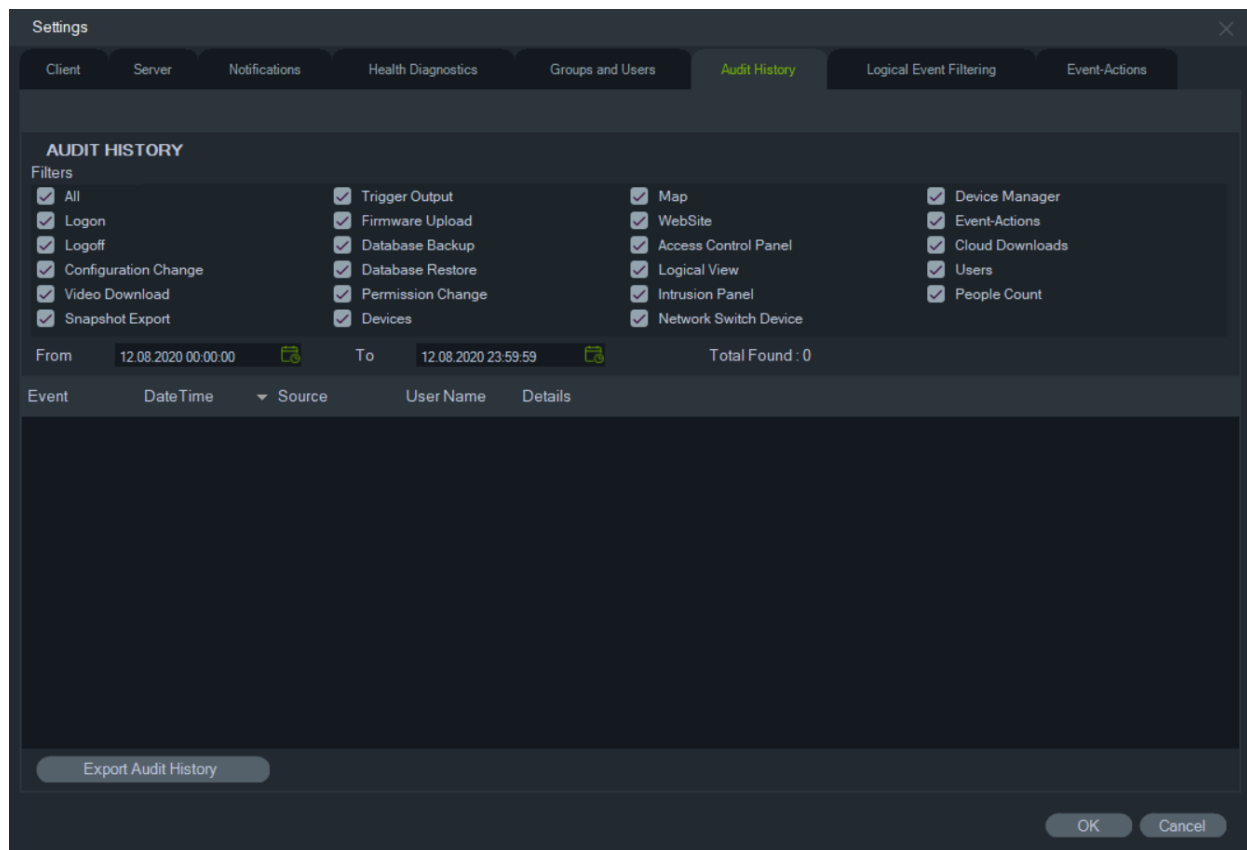 Settings
Client Server Notifications Health Diagnostics Groups and Users Audit History Logical Event Filtering Event-Actions
AUDIT HISTORY
Filters
All Trigger Output Map Device Manager
Logon Firmware Upload WebSite Event-Actions
Logoff Database Backup Access Control Panel Cloud Downloads
Configuration Change Database Restore Logical View Users
Video Download Permission Change Intrusion Panel People Count
Snapshot Export Devices Network Switch Device
From 12.08.2020 00:00:00 To 12.08.2020 23:59:59 Total Found : 0
Event DateTime Source User Name Details
Export Audit History
OK Cancel